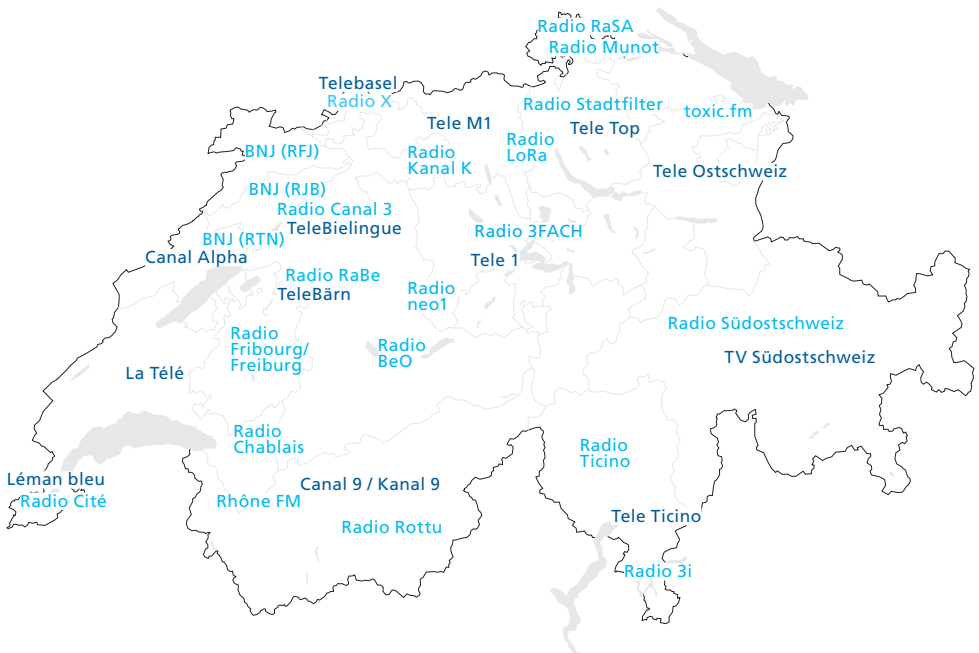 Radio RaSA
Radio Munot
Telebasel
Radio X
Radio Stadtfilter
toxic.fm
Tele M1
Tele Top
Radio
LoRa
BNJ (RFJ)
Radio
Kanal K
Tele Ostschweiz
BNJ (RJB)
Radio Canal 3
TeleBielingue
BNJ (RTN)
Radio 3FACH
Canal Alpha
Tele 1
Radio RaBe
TeleBärn
Radio
neo1
Radio Südostschweiz
Radio
Fribourg/
Freiburg
Radio
BeO
TV Südostschweiz
La Télé
Radio
Chablais
Radio
Ticino
Léman bleu
Radio Cité
Canal 9 / Kanal 9
Rhône FM
Radio Rottu
Tele Ticino
Radio 3i